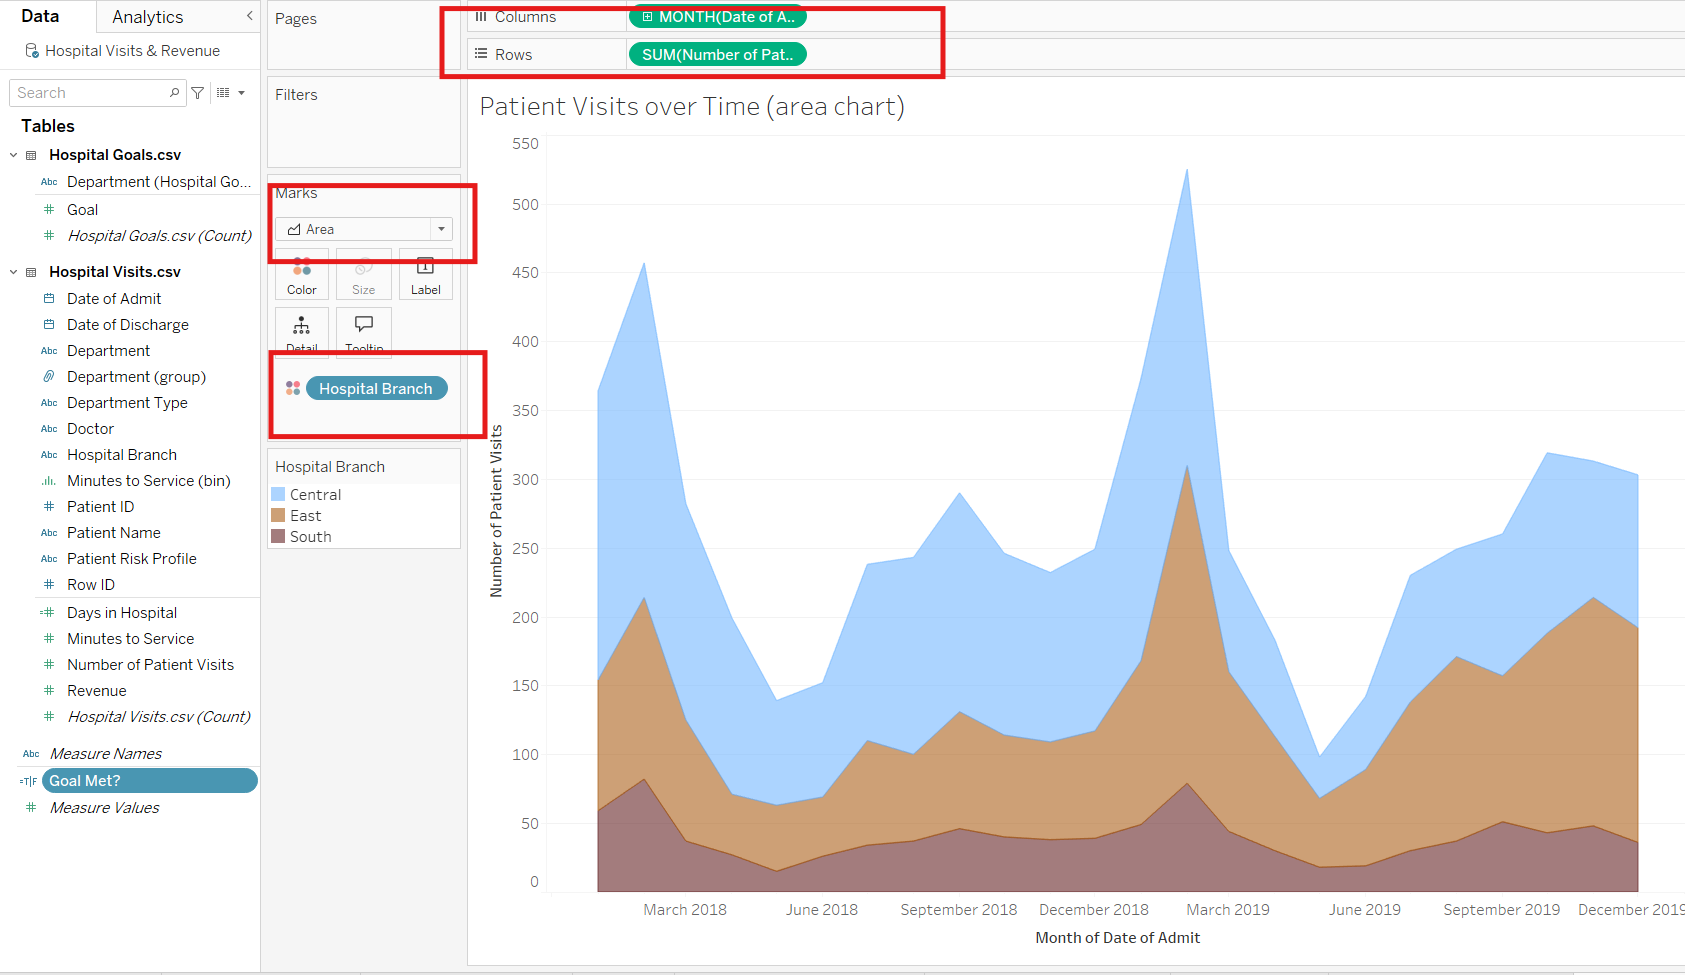 Data
Analytics
Hospital Visits & Revenue
Search
Tables
Hospital Goals.csv
Abc Department (Hospital Go...
# Goal
# Hospital Goals.csv (Count)
Hospital Visits.csv
Date of Admit
Date of Discharge
Abc Department
Department (group)
Abc Department Type
Abc Doctor
Abc Hospital Branch
Minutes to Service (bin)
# Patient ID
Abc Patient Name
Abc Patient Risk Profile
# Row ID
=# Days in Hospital
# Minutes to Service
# Number of Patient Visits
# Revenue
# Hospital Visits.csv (Count)
Abc Measure Names
=T|F Goal Met?
# Measure Values
Pages
Filters
Marks
Area
Color
Size
Label
Detail
Tooltip
Hospital Branch
Hospital Branch
Central
East
South
Columns
MONTH(Date of A..
Rows
SUM(Number of Pat..
Patient Visits over Time (area chart)
Number of Patient Visits
550
500
450
400
350
300
250
200
150
100
50
0
March 2018
June 2018
September 2018
December 2018
March 2019
June 2019
September 2019
December 2019
Month of Date of Admit